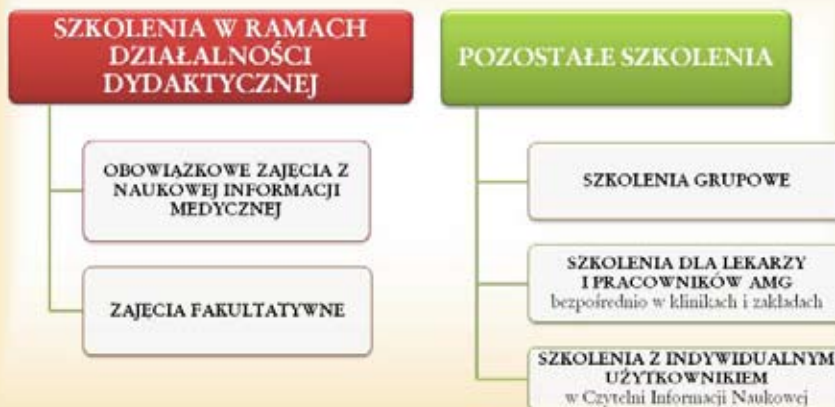 SZKOLENIA W RAMACH
DZIAŁALNOŚCI
DYDAKTYCZNEJ
OBOWIĄZKOWE ZAJĘCIA Z
NAUKOWEJ INFORMACJI
MEDYCZNEJ
ZAJĘCIA FAKULTATYWNE
POZOSTAŁE SZKOLENIA
SZKOLENIA GRUPOWE
SZKOLENIA DLA LEKARZY
I PRACOWNIKÓW AMG
bezpośrednio w klinikach i zakładach
SZKOLENIA Z INDYWIDUALNYM
UŻYTKOWNIKIEM
w Czytelni Informacji Naukowej